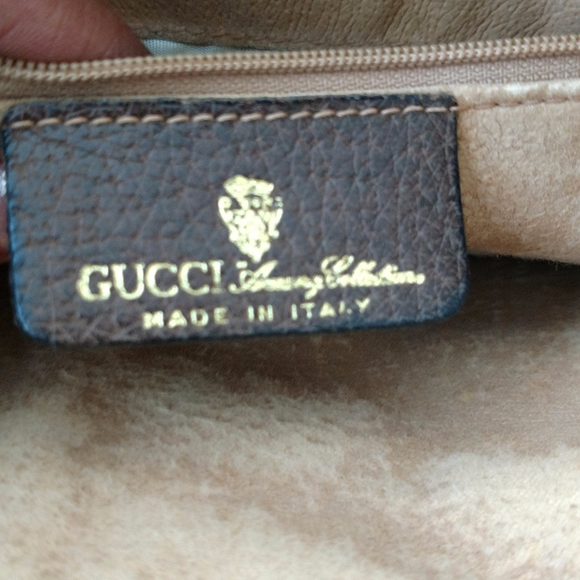 GUCCI Accessory Collection
MADE IN ITALY